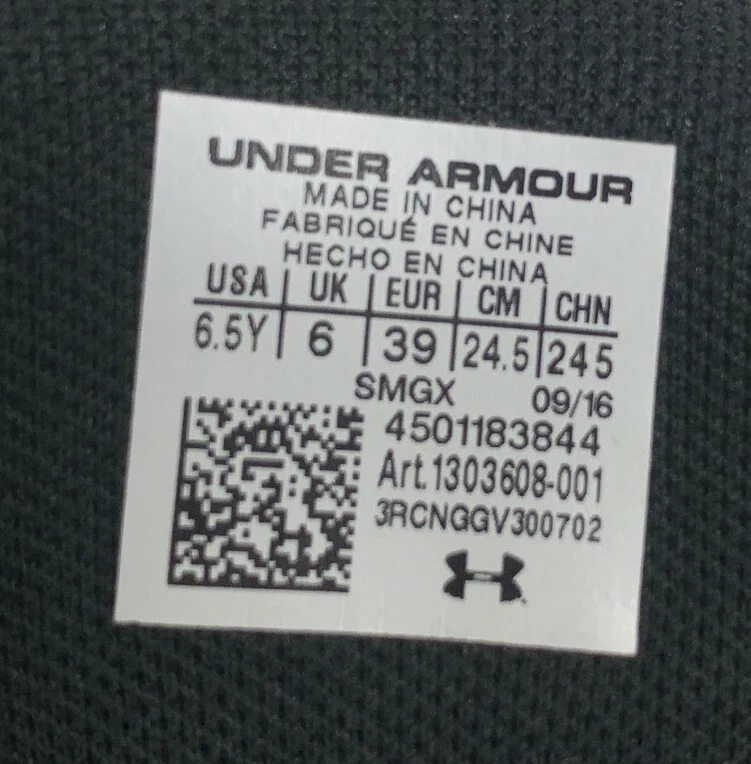 UNDER ARMOUR
MADE IN CHINA
FABRIQUÉ EN CHINE
HECHO EN CHINA
USA | UK | EUR | CM | CHN
6.5Y | 6 | 39 | 24.5 | 245
SMGX 09/16
4501183844
Art.1303608-001
3RCNGGV300702